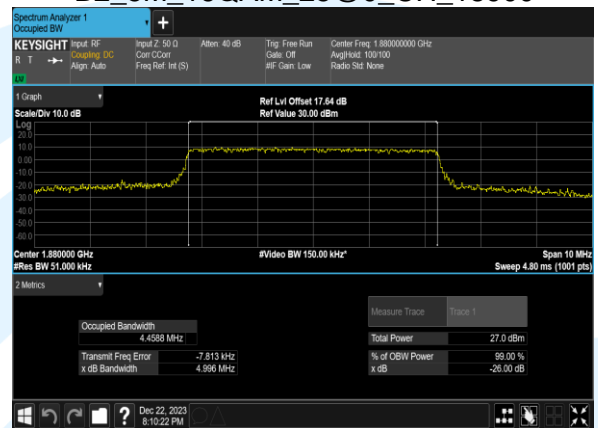 Spectrum Analyzer 1
Occupied BW
KEYSIGHT
R T
LW
Input: RF
Coupling: DC
Align: Auto
Input Z: 50 Ω
Corr CCorr
Freq Ref: Int (S)
Atten: 40 dB
Trig: Free Run
Gate: Off
#IF Gain: Low
Center Freq: 1.880000000 GHz
Avg|Hold: 100/100
Radio Std: None
1 Graph
Scale/Div 10.0 dB
Ref Lvl Offset 17.64 dB
Ref Value 30.00 dBm
Log
20.0
10.0
0.00
-10.0
-20.0
-30.0
-40.0
-50.0
-60.0
Center 1.880000 GHz
#Res BW 51.000 kHz
#Video BW 150.00 kHz*
Span 10 MHz
Sweep 4.80 ms (1001 pts)
2 Metrics
Occupied Bandwidth
4.4588 MHz
Transmit Freq Error -7.813 kHz
x dB Bandwidth 4.996 MHz
Measure Trace Trace 1
Total Power 27.0 dBm
% of OBW Power 99.00 %
x dB -26.00 dB
?
Dec 22, 2023
8:10:22 PM